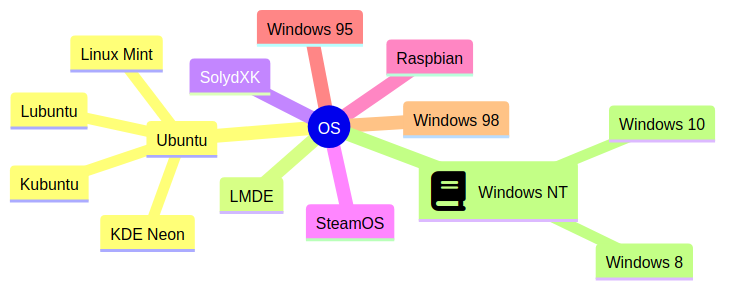 Windows 95
Linux Mint
Raspbian
SolydXK
Lubuntu
Windows 98
Windows 10
OS
Ubuntu
Kubuntu
LMDE
Windows NT
SteamOS
KDE Neon
Windows 8